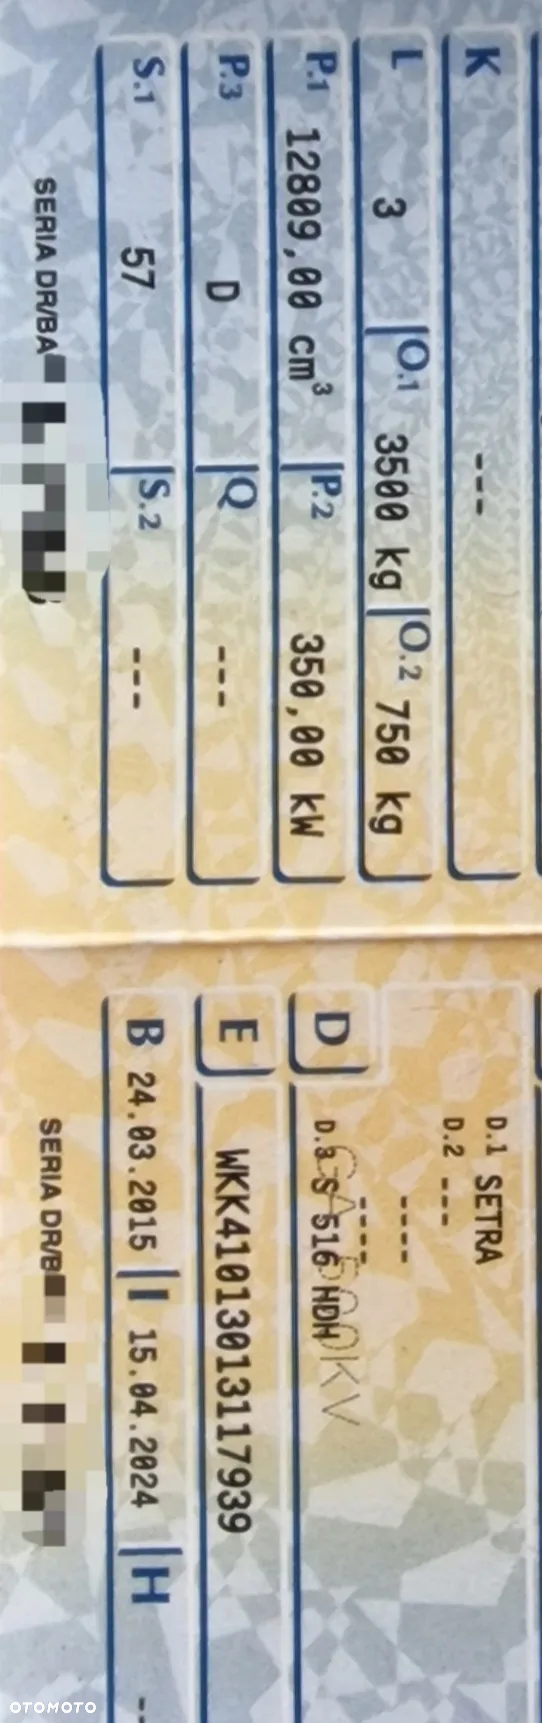 K ---
L 3 O.1 3500 kg O.2 750 kg
P.1 12809,00 cm³ P.2 350,00 kW
P.3 D Q ---
S.1 57 S.2 ---
SERIA DR/BA
D.1 SETRA
D.2 ---
----
----
D D.3 S 516 HDH
E WKK41013013117939
B 24.03.2015 I 15.04.2024 H --
SERIA DR/B
OTOMOTO